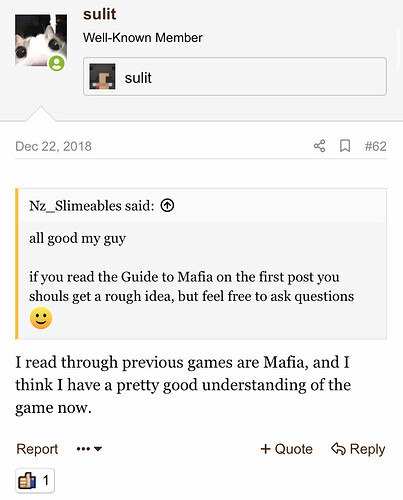 sulit
Well-Known Member
sulit
Dec 22, 2018
#62
Nz_Slimeables said:
all good my guy
if you read the Guide to Mafia on the first post you
shouls get a rough idea, but feel free to ask questions
I read through previous games are Mafia, and I
think I have a pretty good understanding of the
game now.
Report
+ Quote
Reply
1